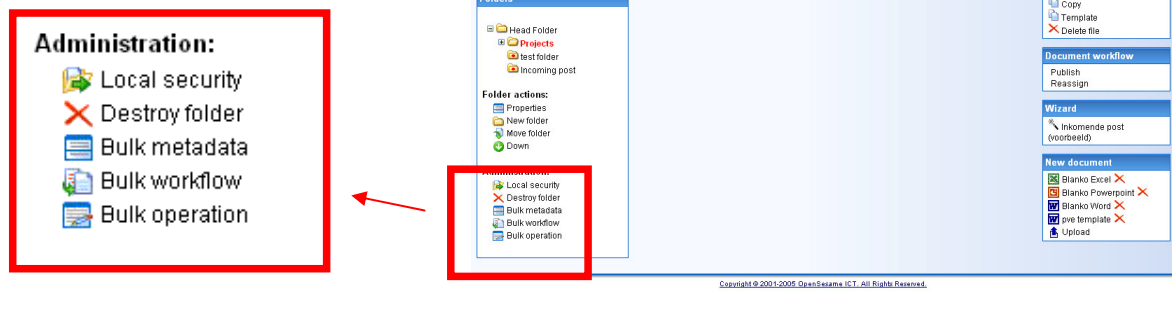 Administration:
Local security
Destroy folder
Bulk metadata
Bulk workflow
Bulk operation
Folders
Head Folder
Projects
test folder
Incoming post
Folder actions:
Properties
New folder
Move folder
Down
Administration:
Local security
Destroy folder
Bulk metadata
Bulk workflow
Bulk operation
Copy
Template
Delete file
Document workflow
Publish
Reassign
Wizard
Inkomende post
(voorbeeld)
New document
Blanko Excel
Blanko Powerpoint
Blanko Word
pve template
Upload
Copyright © 2001-2005 OpenSesame ICT. All Rights Reserved.